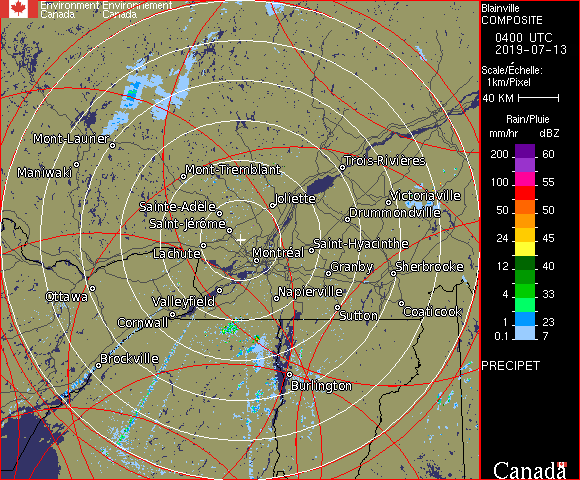 Environment Environnement
Canada Canada
Blainville
COMPOSITE
0400 UTC
2019-07-13
Scale/Échelle:
1km/Pixel
40 KM
Rain/Pluie
mm/hr dBZ
200 60
100 55
50 50
24 45
12 40
4 33
1 23
0.1 7
PRECIPET
Canada
Mont-Laurier
Maniwaki
Mont-Tremblant
Trois-Rivières
Joliette
Victoriaville
Sainte-Adèle
Drummondville
Saint-Jérôme
Lachute
Montréal
Saint-Hyacinthe
Granby
Sherbrooke
Ottawa
Valleyfield
Napierville
Cornwall
Sutton
Coaticook
Brockville
Burlington